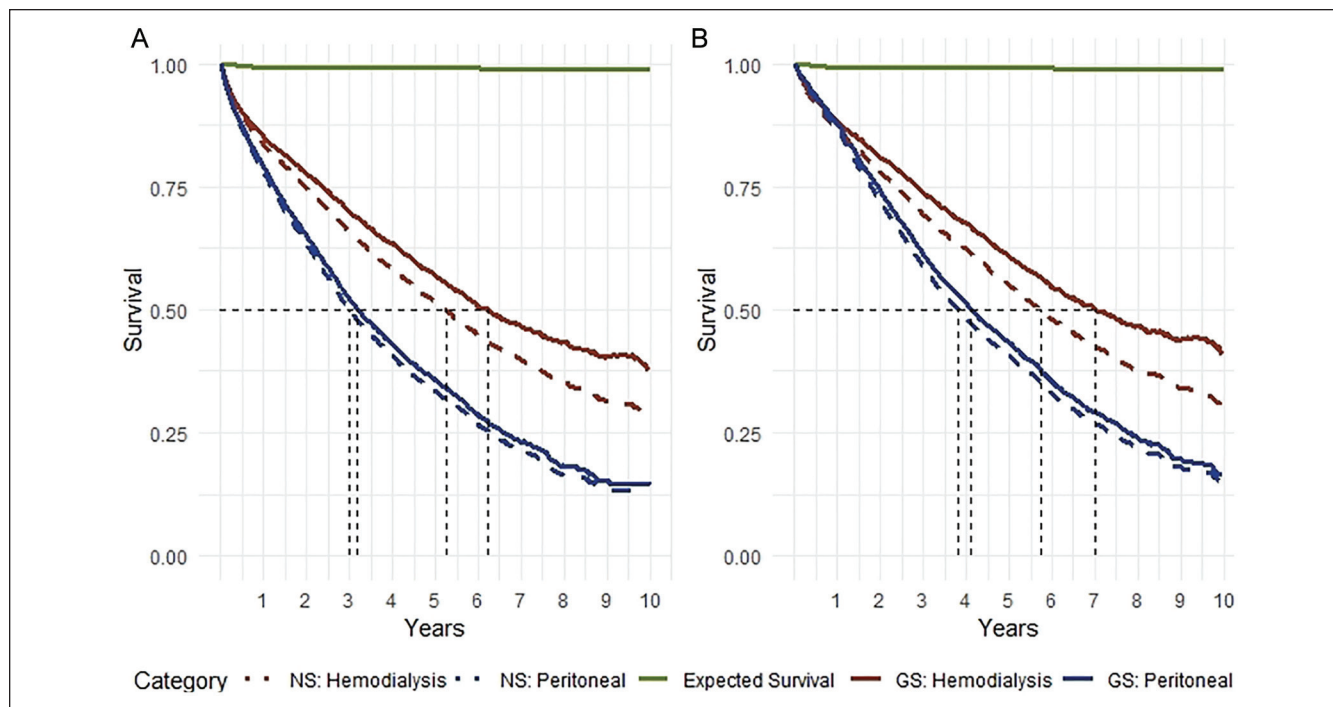 A
B
Survival
1.00
0.75
0.50
0.25
0.00
1 2 3 4 5 6 7 8 9 10
Years
Survival
1.00
0.75
0.50
0.25
0.00
1 2 3 4 5 6 7 8 9 10
Years
Category NS: Hemodialysis NS: Peritoneal Expected Survival GS: Hemodialysis GS: Peritoneal